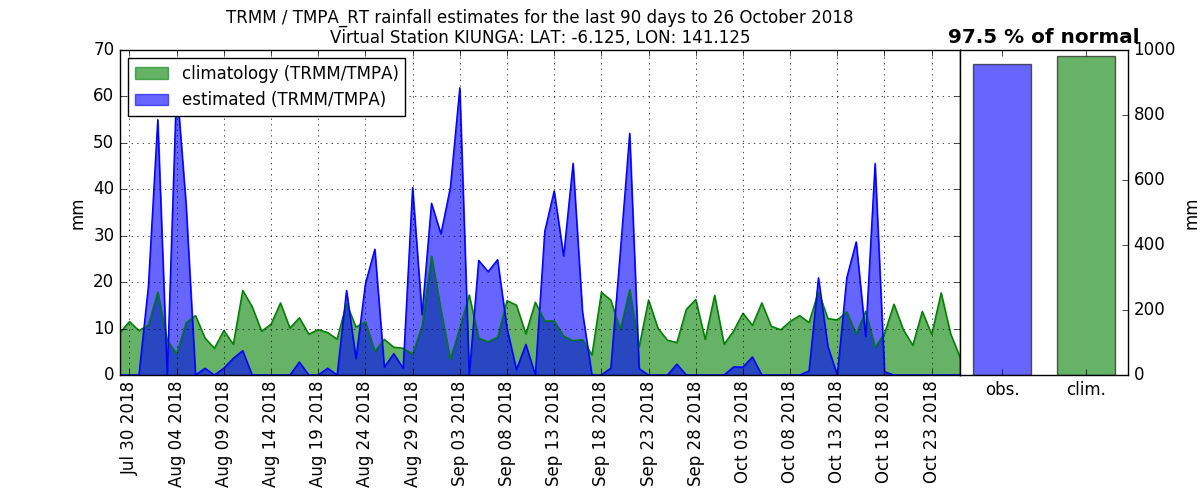 TRMM / TMPA_RT rainfall estimates for the last 90 days to 26 October 2018
Virtual Station KIUNGA: LAT: -6.125, LON: 141.125
97.5 % of normal
climatology (TRMM/TMPA)
estimated (TRMM/TMPA)
70
60
50
40
30
20
10
0
mm
Jul 30 2018
Aug 04 2018
Aug 09 2018
Aug 14 2018
Aug 19 2018
Aug 24 2018
Aug 29 2018
Sep 03 2018
Sep 08 2018
Sep 13 2018
Sep 18 2018
Sep 23 2018
Sep 28 2018
Oct 03 2018
Oct 08 2018
Oct 13 2018
Oct 18 2018
Oct 23 2018
obs.
clim.
1000
800
600
400
200
0
mm